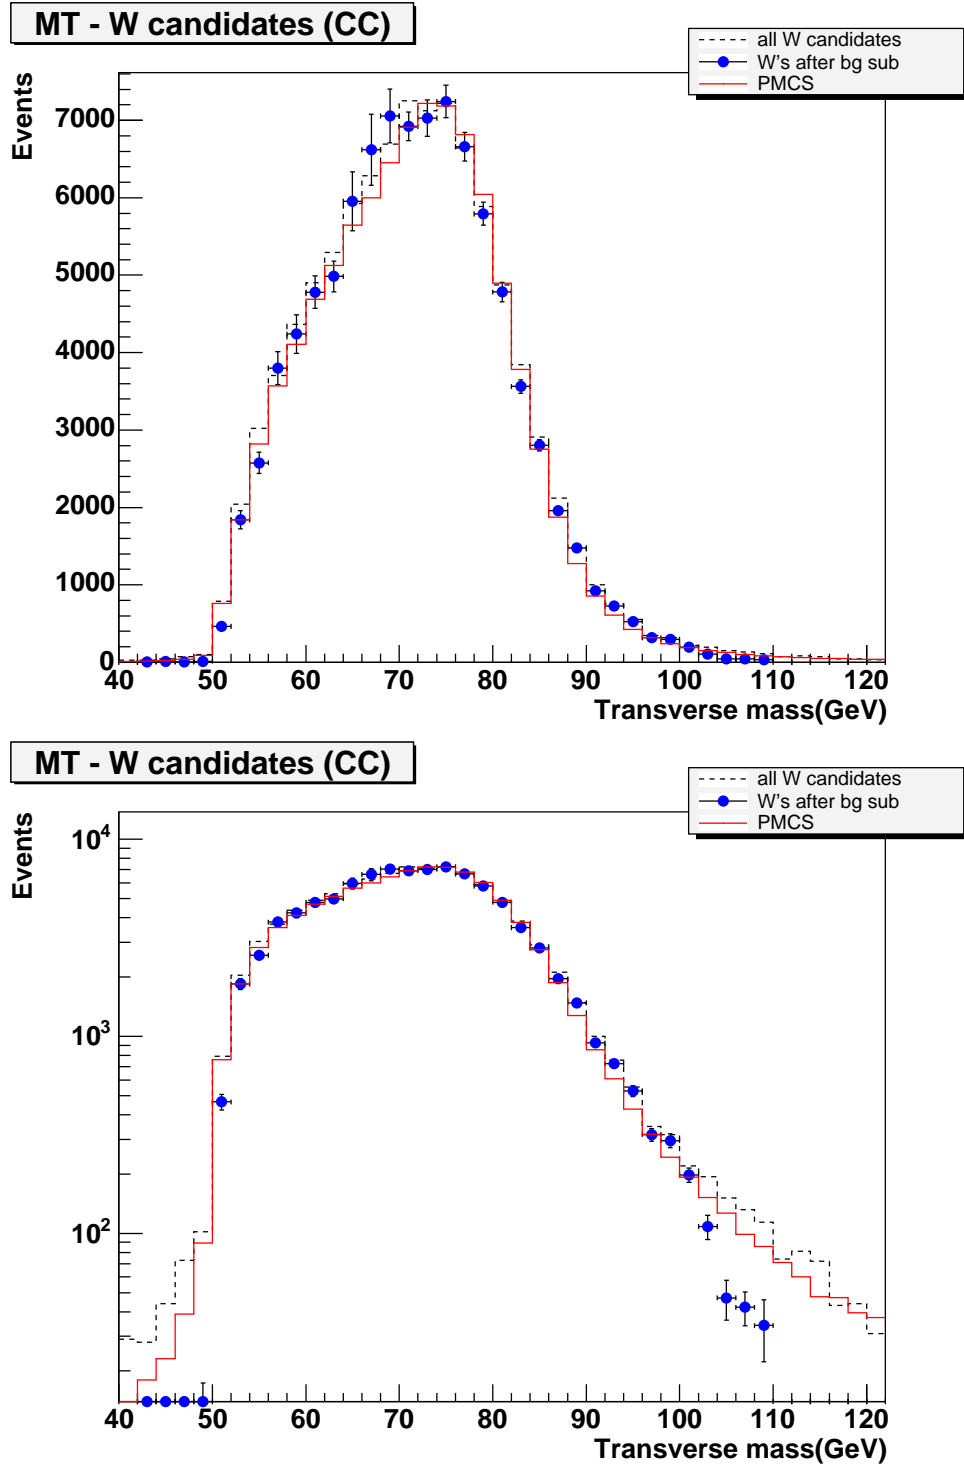 MT - W candidates (CC)
all W candidates
W's after bg sub
PMCS
Events
7000
6000
5000
4000
3000
2000
1000
0
40 50 60 70 80 90 100 110 120
Transverse mass(GeV)
MT - W candidates (CC)
all W candidates
W's after bg sub
PMCS
Events
10^4
10^3
10^2
40 50 60 70 80 90 100 110 120
Transverse mass(GeV)